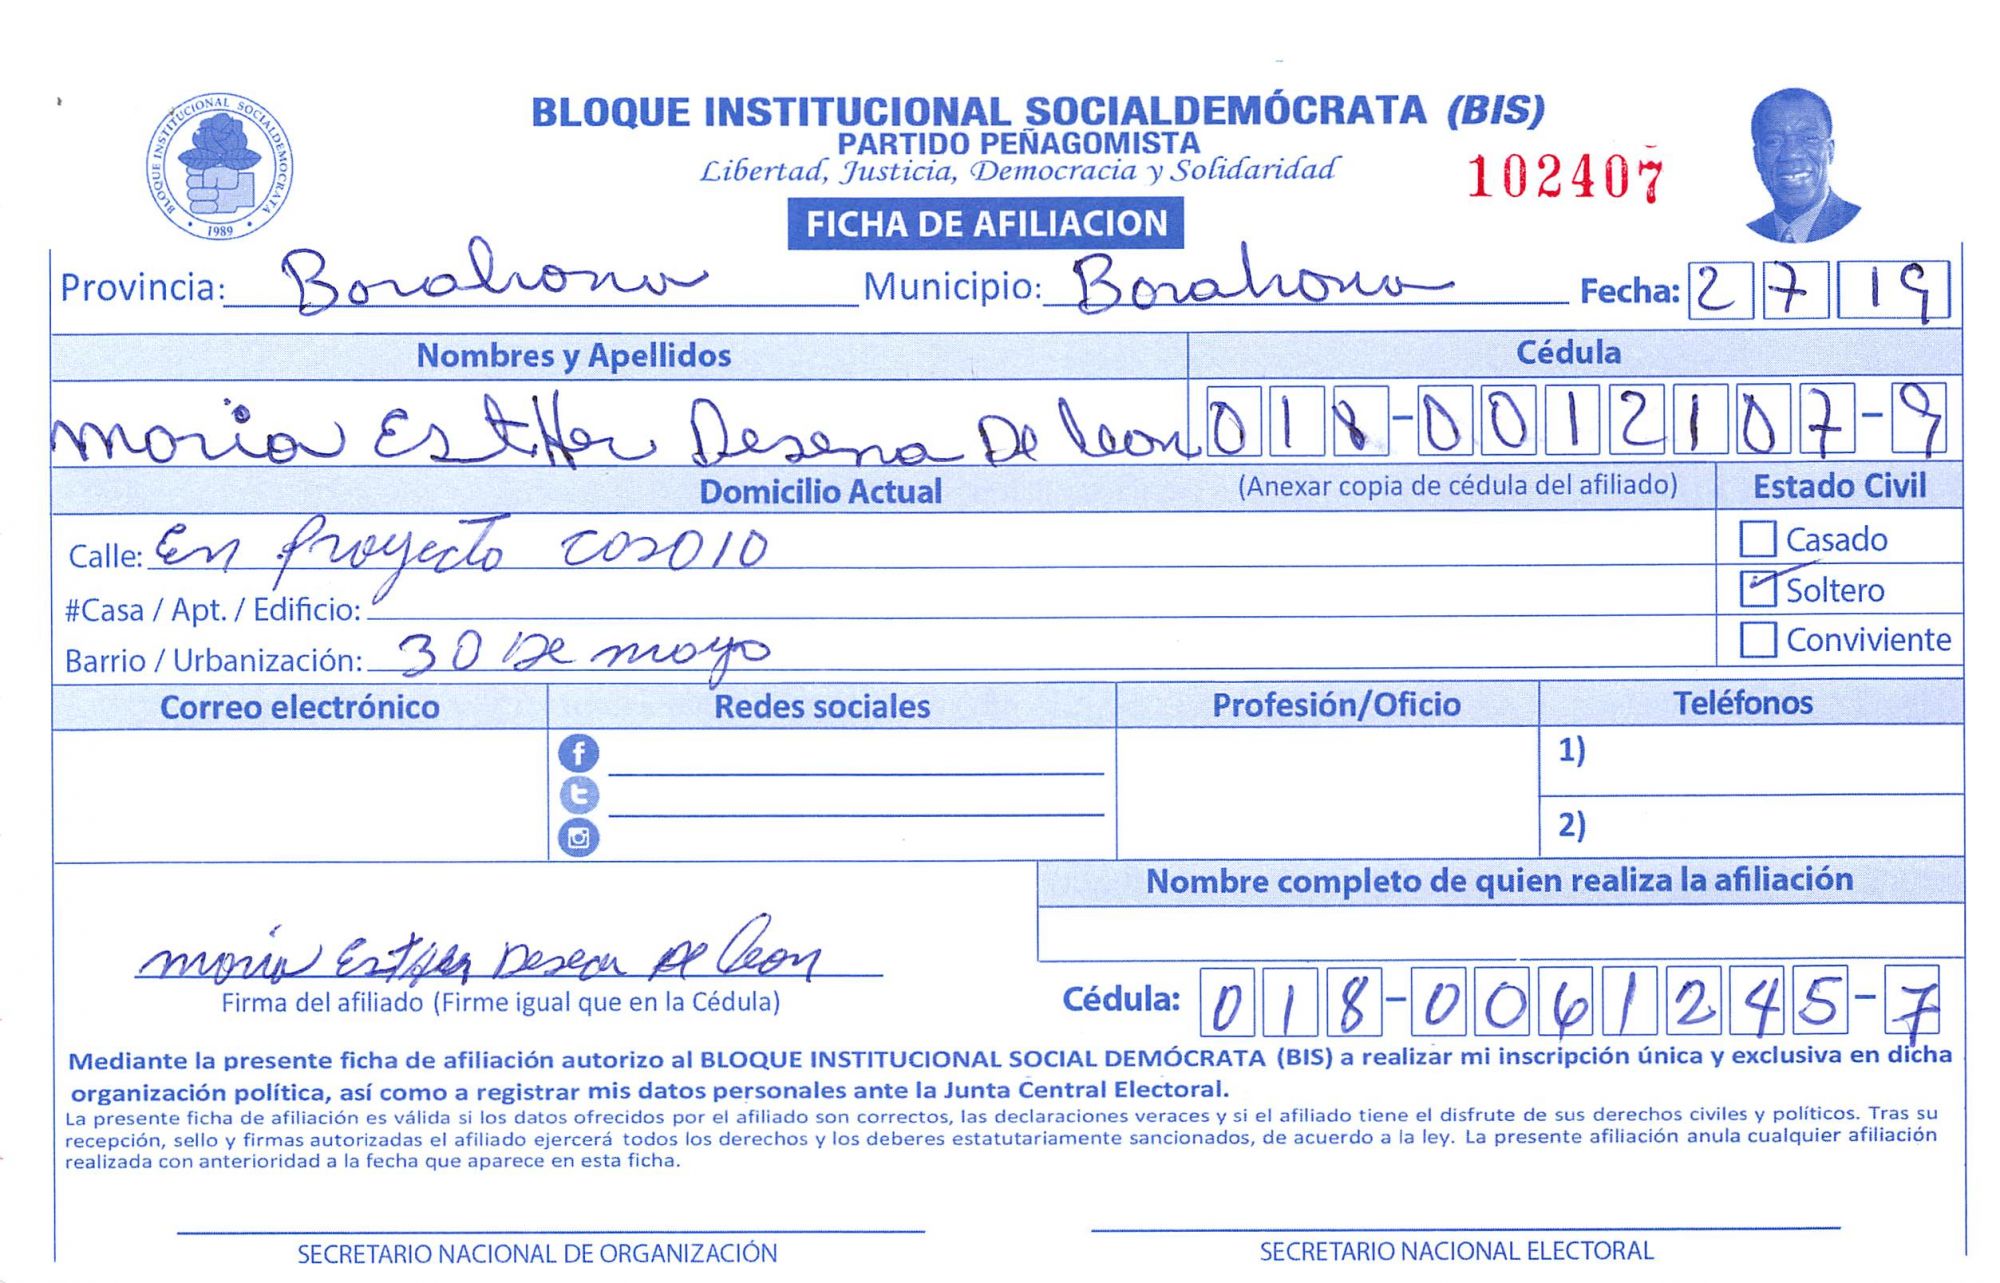 BLOQUE INSTITUCIONAL SOCIALDEMOCRATA
1989
BLOQUE INSTITUCIONAL SOCIALDEMÓCRATA (BIS)
PARTIDO PEÑAGOMISTA
Libertad, Justicia, Democracia y Solidaridad
102407
FICHA DE AFILIACION
Provincia: Barahona Municipio: Barahona Fecha: 2 7 19
Nombres y Apellidos Cédula
Maria Esther Desena De leon 018-0012107-9
Domicilio Actual (Anexar copia de cédula del afiliado) Estado Civil
Calle: En Proyecto Casado
#Casa / Apt. / Edificio: Soltero
Barrio / Urbanización: 30 De mayo Conviviente
Correo electrónico Redes sociales Profesión/Oficio Teléfonos
1)
2)
Nombre completo de quien realiza la afiliación
maria Esther De leon
Firma del afiliado (Firme igual que en la Cédula) Cédula: 018-0061245-7
Mediante la presente ficha de afiliación autorizo al BLOQUE INSTITUCIONAL SOCIAL DEMÓCRATA (BIS) a realizar mi inscripción única y exclusiva en dicha
organización política, así como a registrar mis datos personales ante la Junta Central Electoral.
La presente ficha de afiliación es válida si los datos ofrecidos por el afiliado son correctos, las declaraciones veraces y si el afiliado tiene el disfrute de sus derechos civiles y políticos. Tras su
recepción, sello y firmas autorizadas el afiliado ejercerá todos los derechos y los deberes estatutariamente sancionados, de acuerdo a la ley. La presente afiliación anula cualquier afiliación
realizada con anterioridad a la fecha que aparece en esta ficha.
SECRETARIO NACIONAL DE ORGANIZACIÓN SECRETARIO NACIONAL ELECTORAL